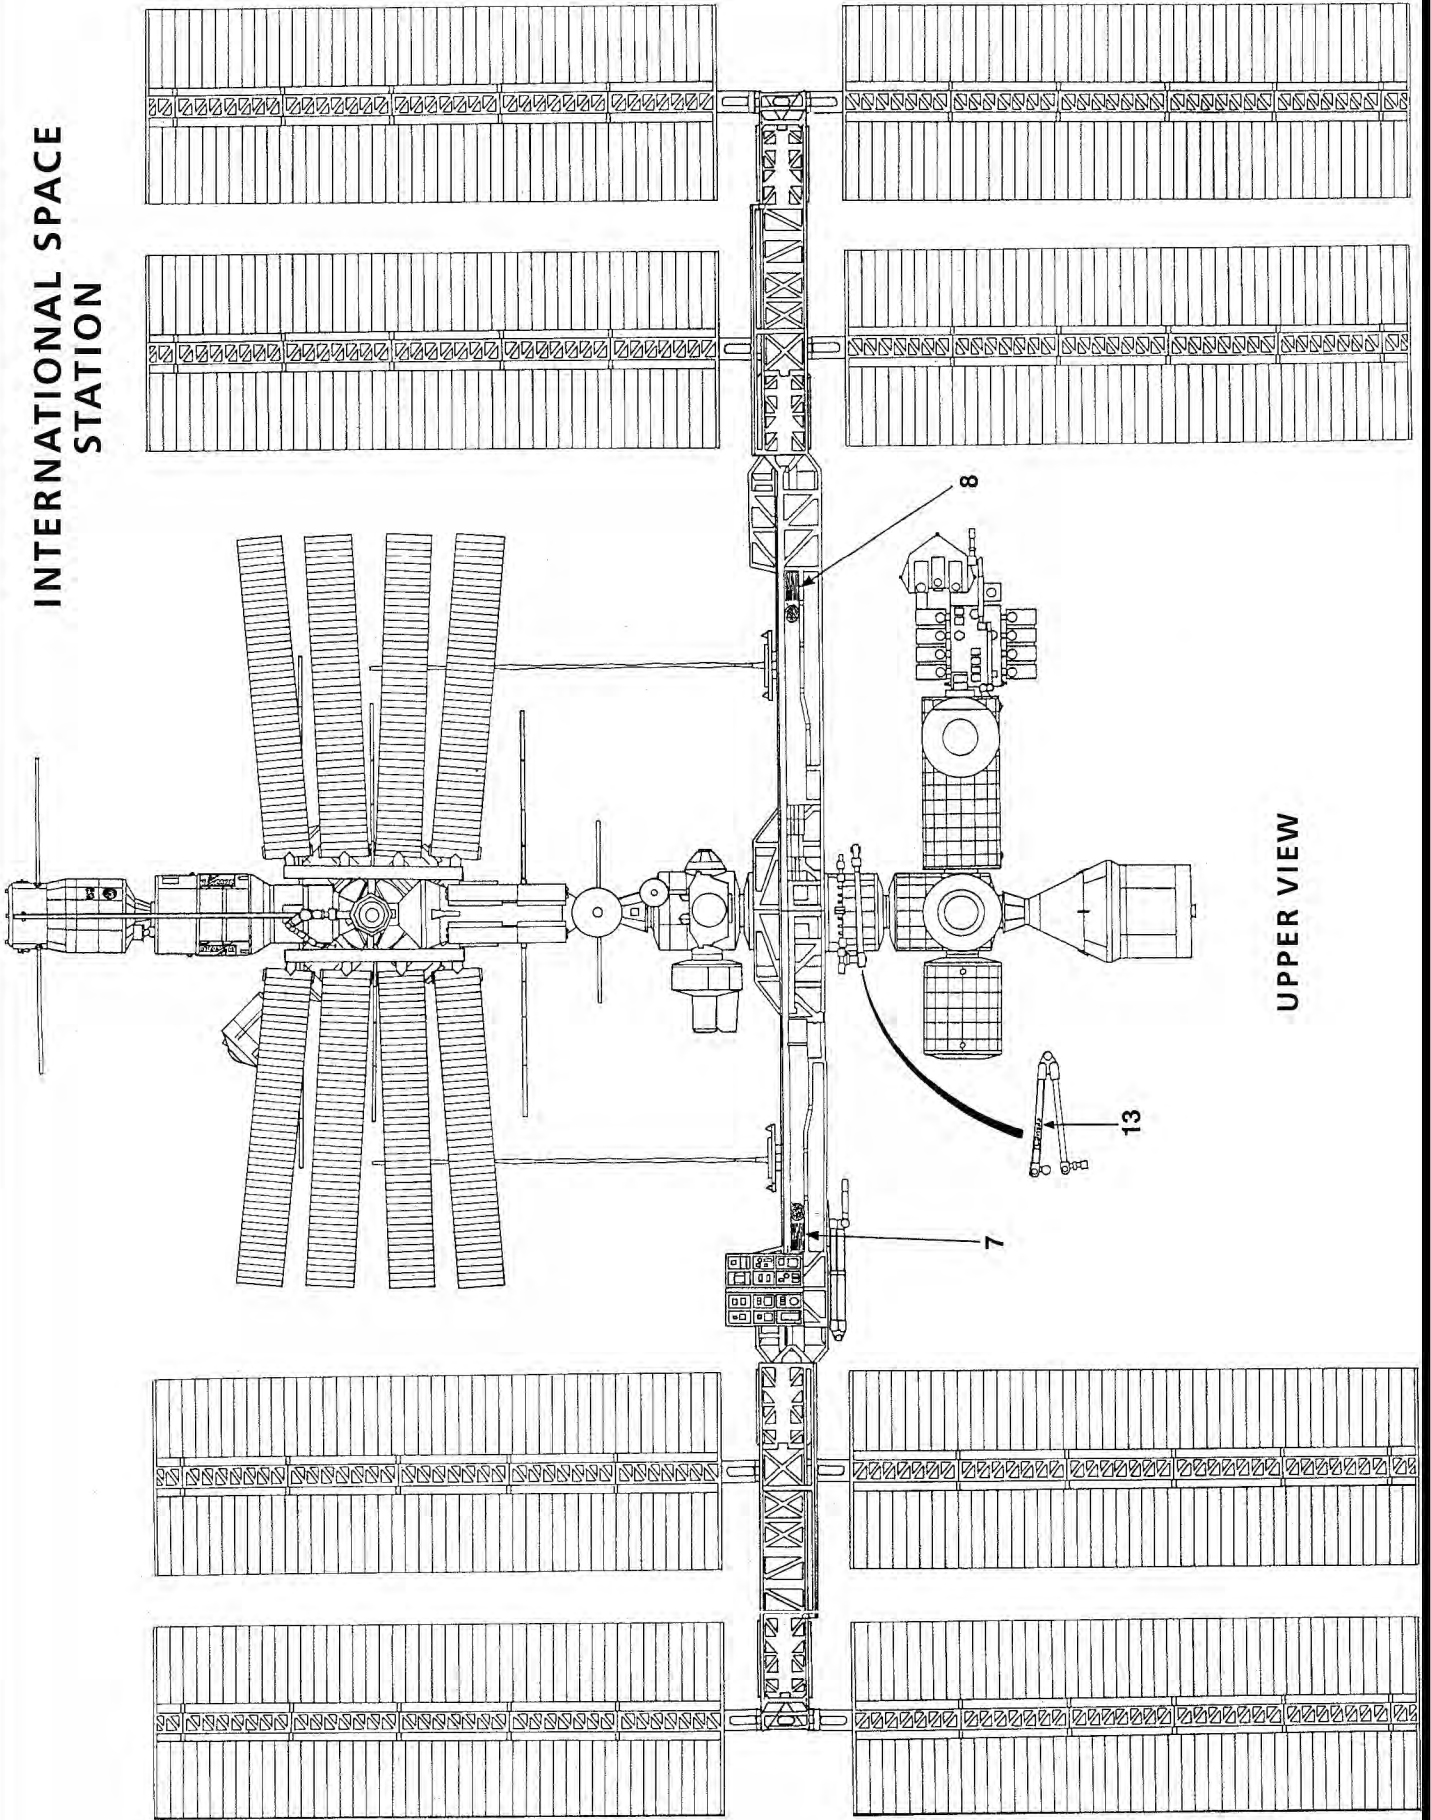 INTERNATIONAL SPACE
STATION
8
7
13
UPPER VIEW